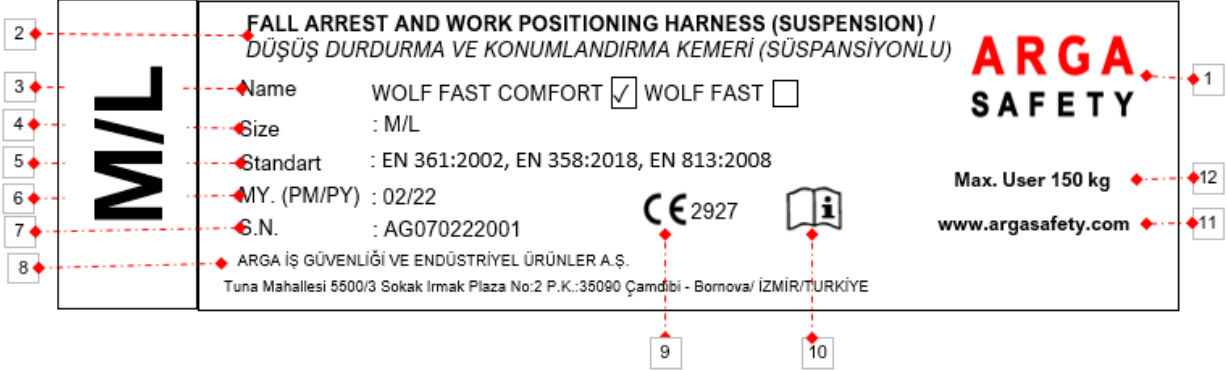 FALL ARREST AND WORK POSITIONING HARNESS (SUSPENSION) /
DÜŞÜŞ DURDURMA VE KONUMLANDIRMA KEMERİ (SÜSPANSİYONLU)
ARGA
SAFETY
M/L
Name WOLF FAST COMFORT ✓ WOLF FAST
Size : M/L
Standart : EN 361:2002, EN 358:2018, EN 813:2008
MY. (PM/PY) : 02/22
S.N. : AG070222001
CE 2927
i
Max. User 150 kg
www.argasafety.com
ARGA İŞ GÜVENLİĞİ VE ENDÜSTRİYEL ÜRÜNLER A.Ş.
Tuna Mahallesi 5500/3 Sokak Irmak Plaza No:2 P.K.:35090 Çamdibi - Bornova/ İZMİR/TURKİYE
2
3
4
5
6
7
8
9
10
1
12
11